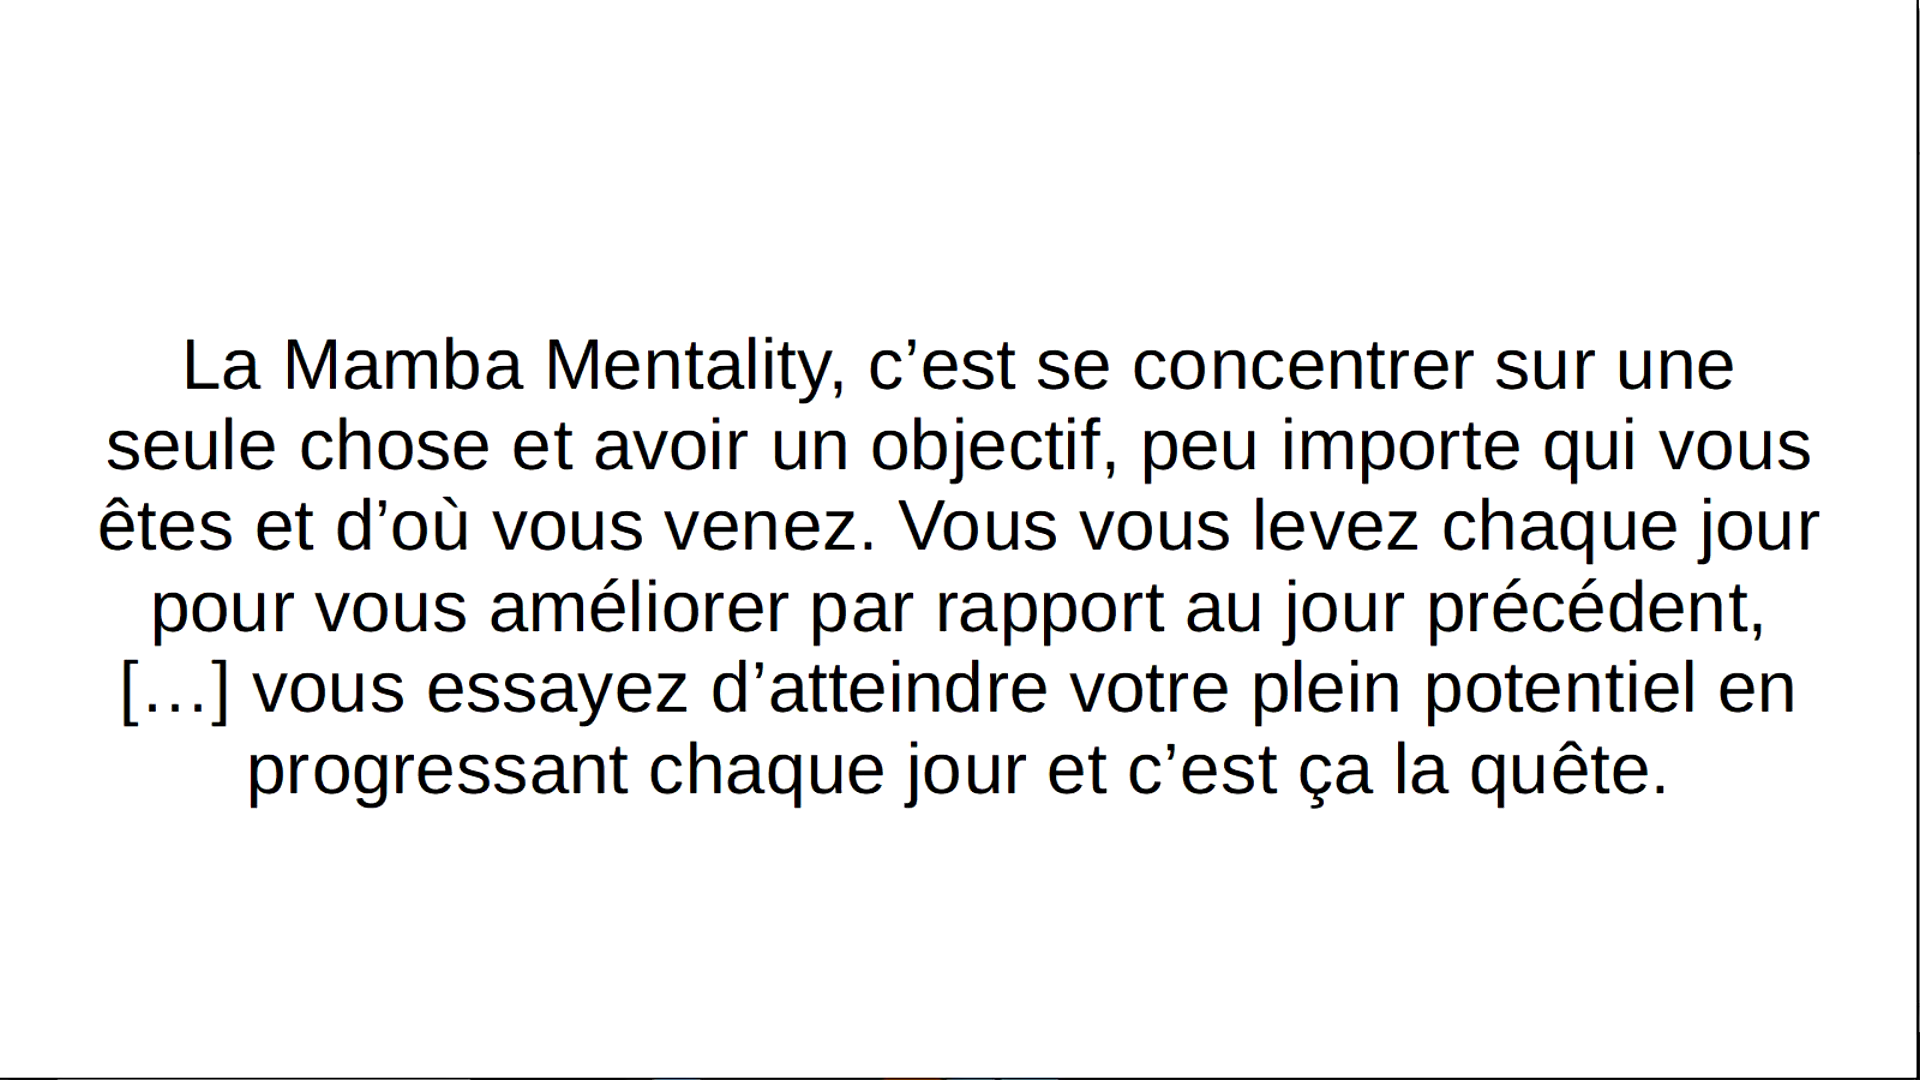 La Mamba Mentality, c’est se concentrer sur une
seule chose et avoir un objectif, peu importe qui vous
êtes et d’où vous venez. Vous vous levez chaque jour
pour vous améliorer par rapport au jour précédent,
[…] vous essayez d’atteindre votre plein potentiel en
progressant chaque jour et c’est ça la quête.